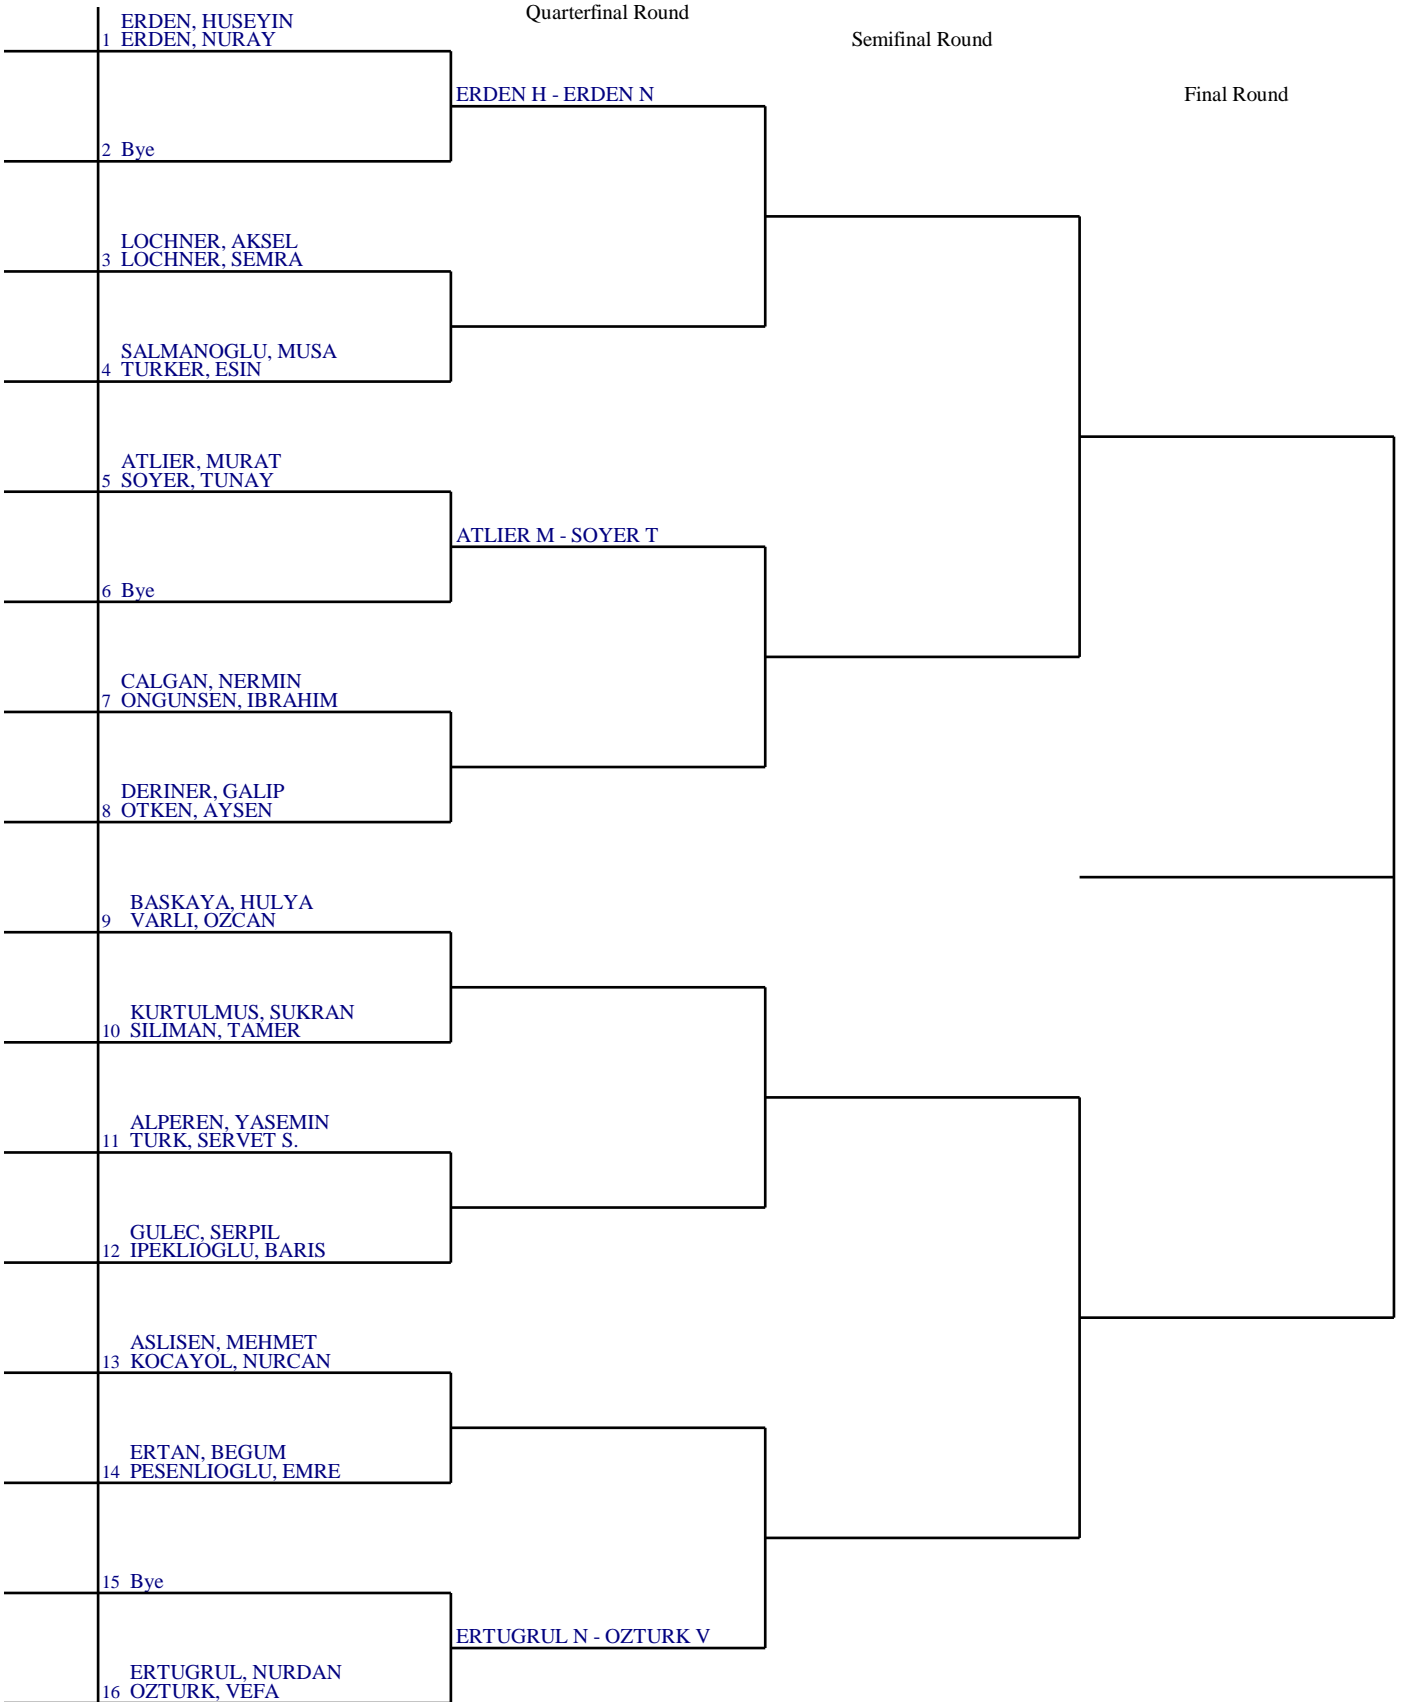 Quarterfinal Round
Semifinal Round
Final Round
ERDEN, HUSEYIN
1 ERDEN, NURAY
ERDEN H - ERDEN N
2 Bye
LOCHNER, AKSEL
3 LOCHNER, SEMRA
SALMANOGLU, MUSA
4 TURKER, ESIN
ATLIER, MURAT
5 SOYER, TUNAY
ATLIER M - SOYER T
6 Bye
CALGAN, NERMIN
7 ONGUNSEN, IBRAHIM
DERINER, GALIP
8 OTKEN, AYSEN
BASKAYA, HULYA
9 VARLI, OZCAN
KURTULMUS, SUKRAN
10 SILIMAN, TAMER
ALPEREN, YASEMIN
11 TURK, SERVET S.
GULEC, SERPIL
12 IPEKLIOGLU, BARIS
ASLISEN, MEHMET
13 KOCAYOL, NURCAN
ERTAN, BEGUM
14 PESENLIOGLU, EMRE
15 Bye
ERTUGRUL N - OZTURK V
ERTUGRUL, NURDAN
16 OZTURK, VEFA